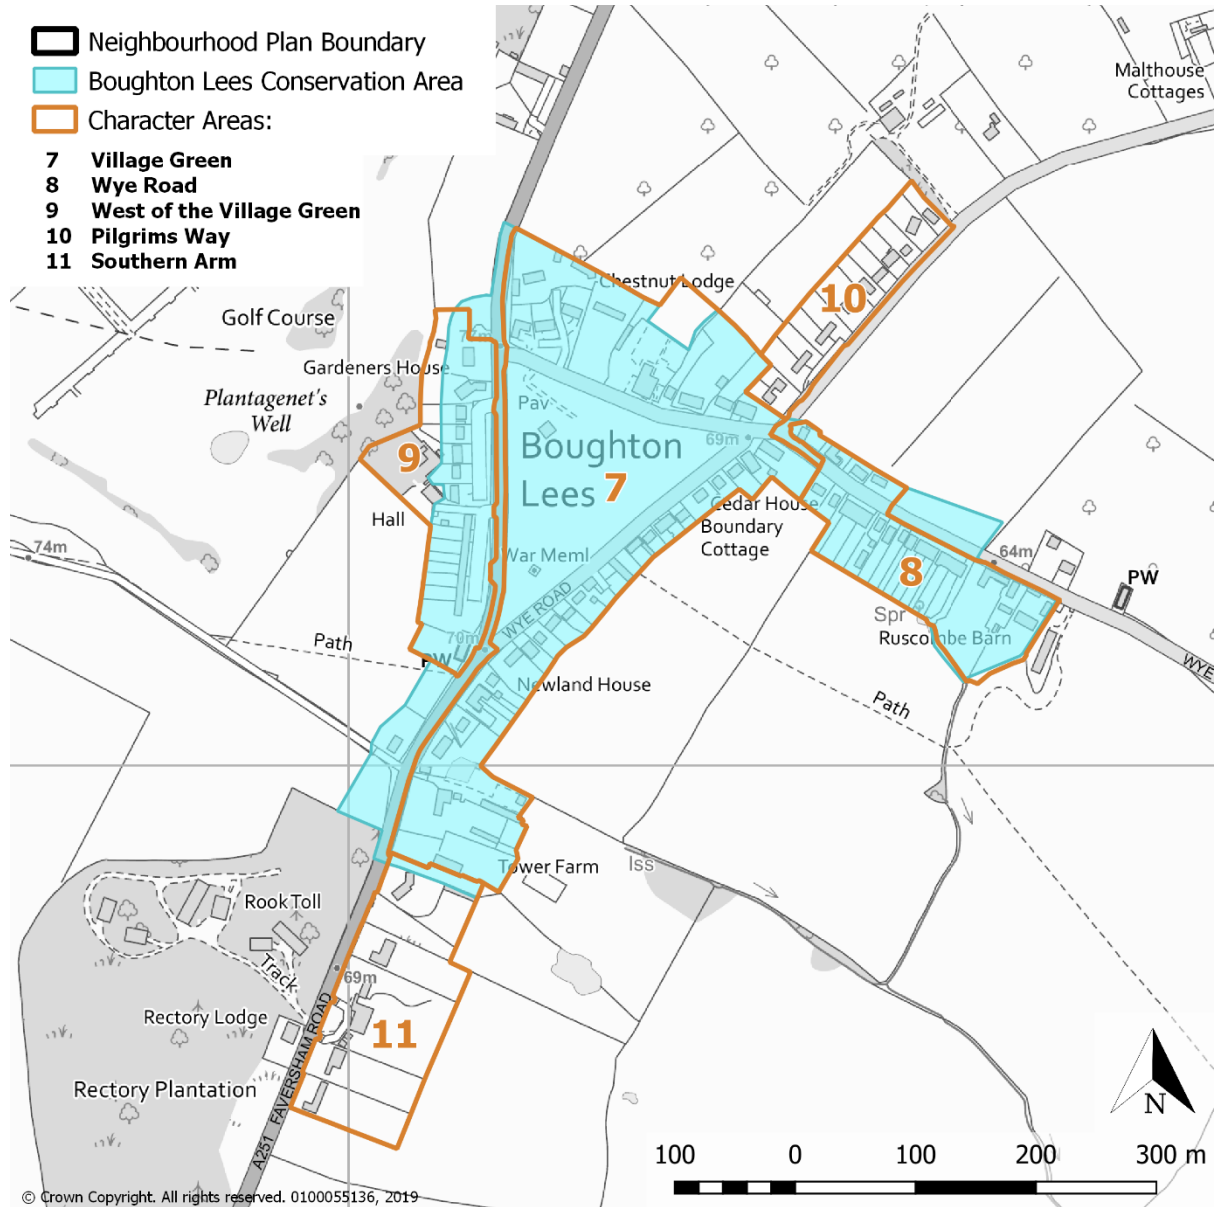 Neighbourhood Plan Boundary
Boughton Lees Conservation Area
Character Areas:
7 Village Green
8 Wye Road
9 West of the Village Green
10 Pilgrims Way
11 Southern Arm
Malthouse
Cottages
Chestnut Lodge
10
Golf Course
77m
Gardeners House
Plantagenet's
Well
Pav
Boughton
Lees
7
69m
9
Hall
Cedar House
Boundary
Cottage
74m
War Meml
64m
8
PW
WYE ROAD
Spr
Ruscombe Barn
Path
70m
PW
WYE
Newland House
Path
Tower Farm
Iss
Rook Toll
Track
69m
Rectory Lodge
11
Rectory Plantation
A251 FAVERSHAM ROAD
N
100 0 100 200 300 m
© Crown Copyright. All rights reserved. 0100055136, 2019